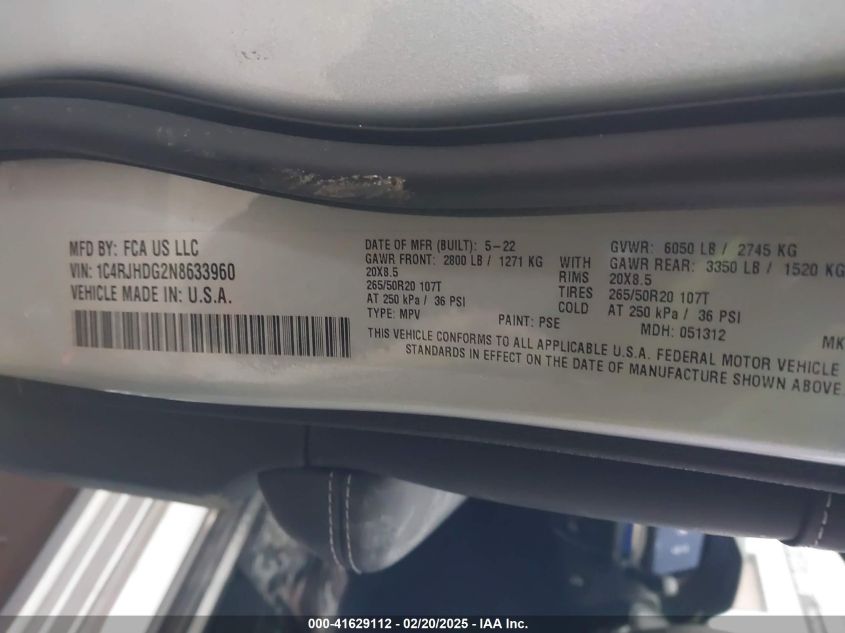 MFD BY: FCA US LLC
VIN: 1C4RJHDG2N8633960
VEHICLE MADE IN: U.S.A.
DATE OF MFR (BUILT): 5-22
GAWR FRONT: 2800 LB / 1271 KG
20X8.5
265/50R20 107T
AT 250 kPa / 36 PSI
TYPE: MPV
PAINT: PSE
WITH
RIMS
TIRES
COLD
GVWR: 6050 LB / 2745 KG
GAWR REAR: 3350 LB / 1520 KG
20X8.5
265/50R20 107T
AT 250 kPa / 36 PSI
MDH: 051312
MK
THIS VEHICLE CONFORMS TO ALL APPLICABLE U.S.A. FEDERAL MOTOR VEHICLE
STANDARDS IN EFFECT ON THE DATE OF MANUFACTURE SHOWN ABOVE.
000-41629112 - 02/20/2025 - IAA Inc.